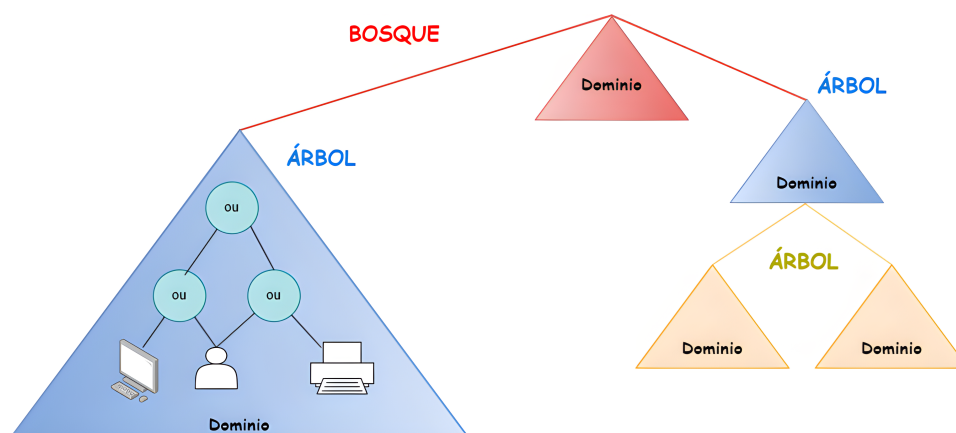 BOSQUE
Dominio
ÁRBOL
ÁRBOL
ou
Dominio
ou
ou
ÁRBOL
Dominio
Dominio
Dominio